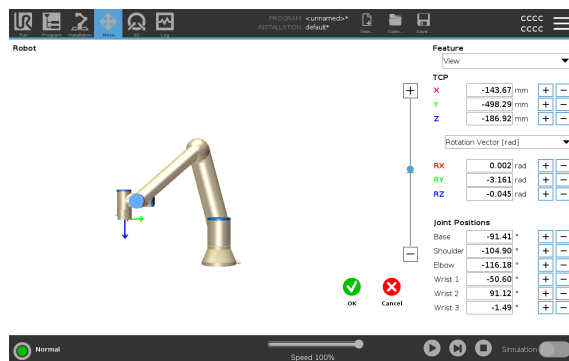 PROGRAM <unnamed>*
INSTALLATION default*
CCCC
CCCC
Run Program Installation Move I/O Log New... Open... Save...
Robot
Feature
View
TCP
X -143.67 mm + −
Y -498.29 mm + −
Z -186.92 mm + −
Rotation Vector [rad]
RX 0.002 rad + −
RY -3.161 rad + −
RZ -0.045 rad + −
Joint Positions
Base -91.41 ° + −
Shoulder -104.90 ° + −
Elbow -116.18 ° + −
Wrist 1 -50.60 ° + −
Wrist 2 91.12 ° + −
Wrist 3 -1.49 ° + −
OK Cancel
Normal
Speed 100%
Simulation